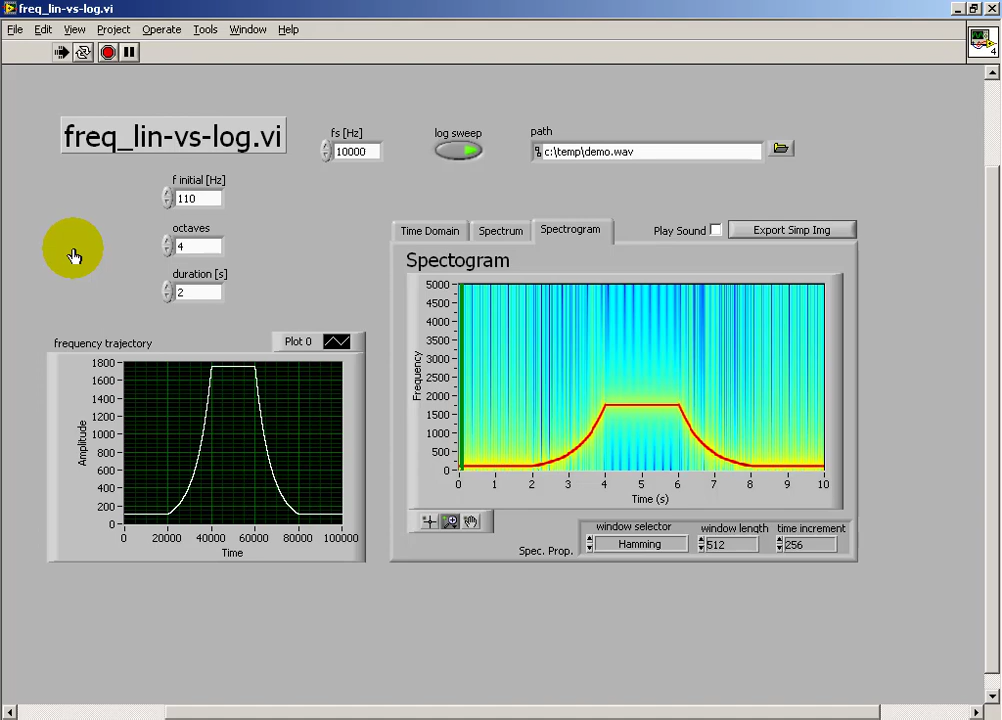 freq_lin-vs-log.vi
File Edit View Project Operate Tools Window Help
4
freq_lin-vs-log.vi
fs [Hz]
10000
log sweep
path
c:\temp\demo.wav
f initial [Hz]
110
octaves
4
duration [s]
2
Time Domain Spectrum Spectrogram
Play Sound
Export Simp Img
Spectogram
Frequency
5000
4500
4000
3500
3000
2500
2000
1500
1000
500
0
0 1 2 3 4 5 6 7 8 9 10
Time (s)
Spec. Prop.
window selector
Hamming
window length
512
time increment
256
frequency trajectory
Plot 0
Amplitude
1800
1600
1400
1200
1000
800
600
400
200
0
0 20000 40000 60000 80000 100000
Time